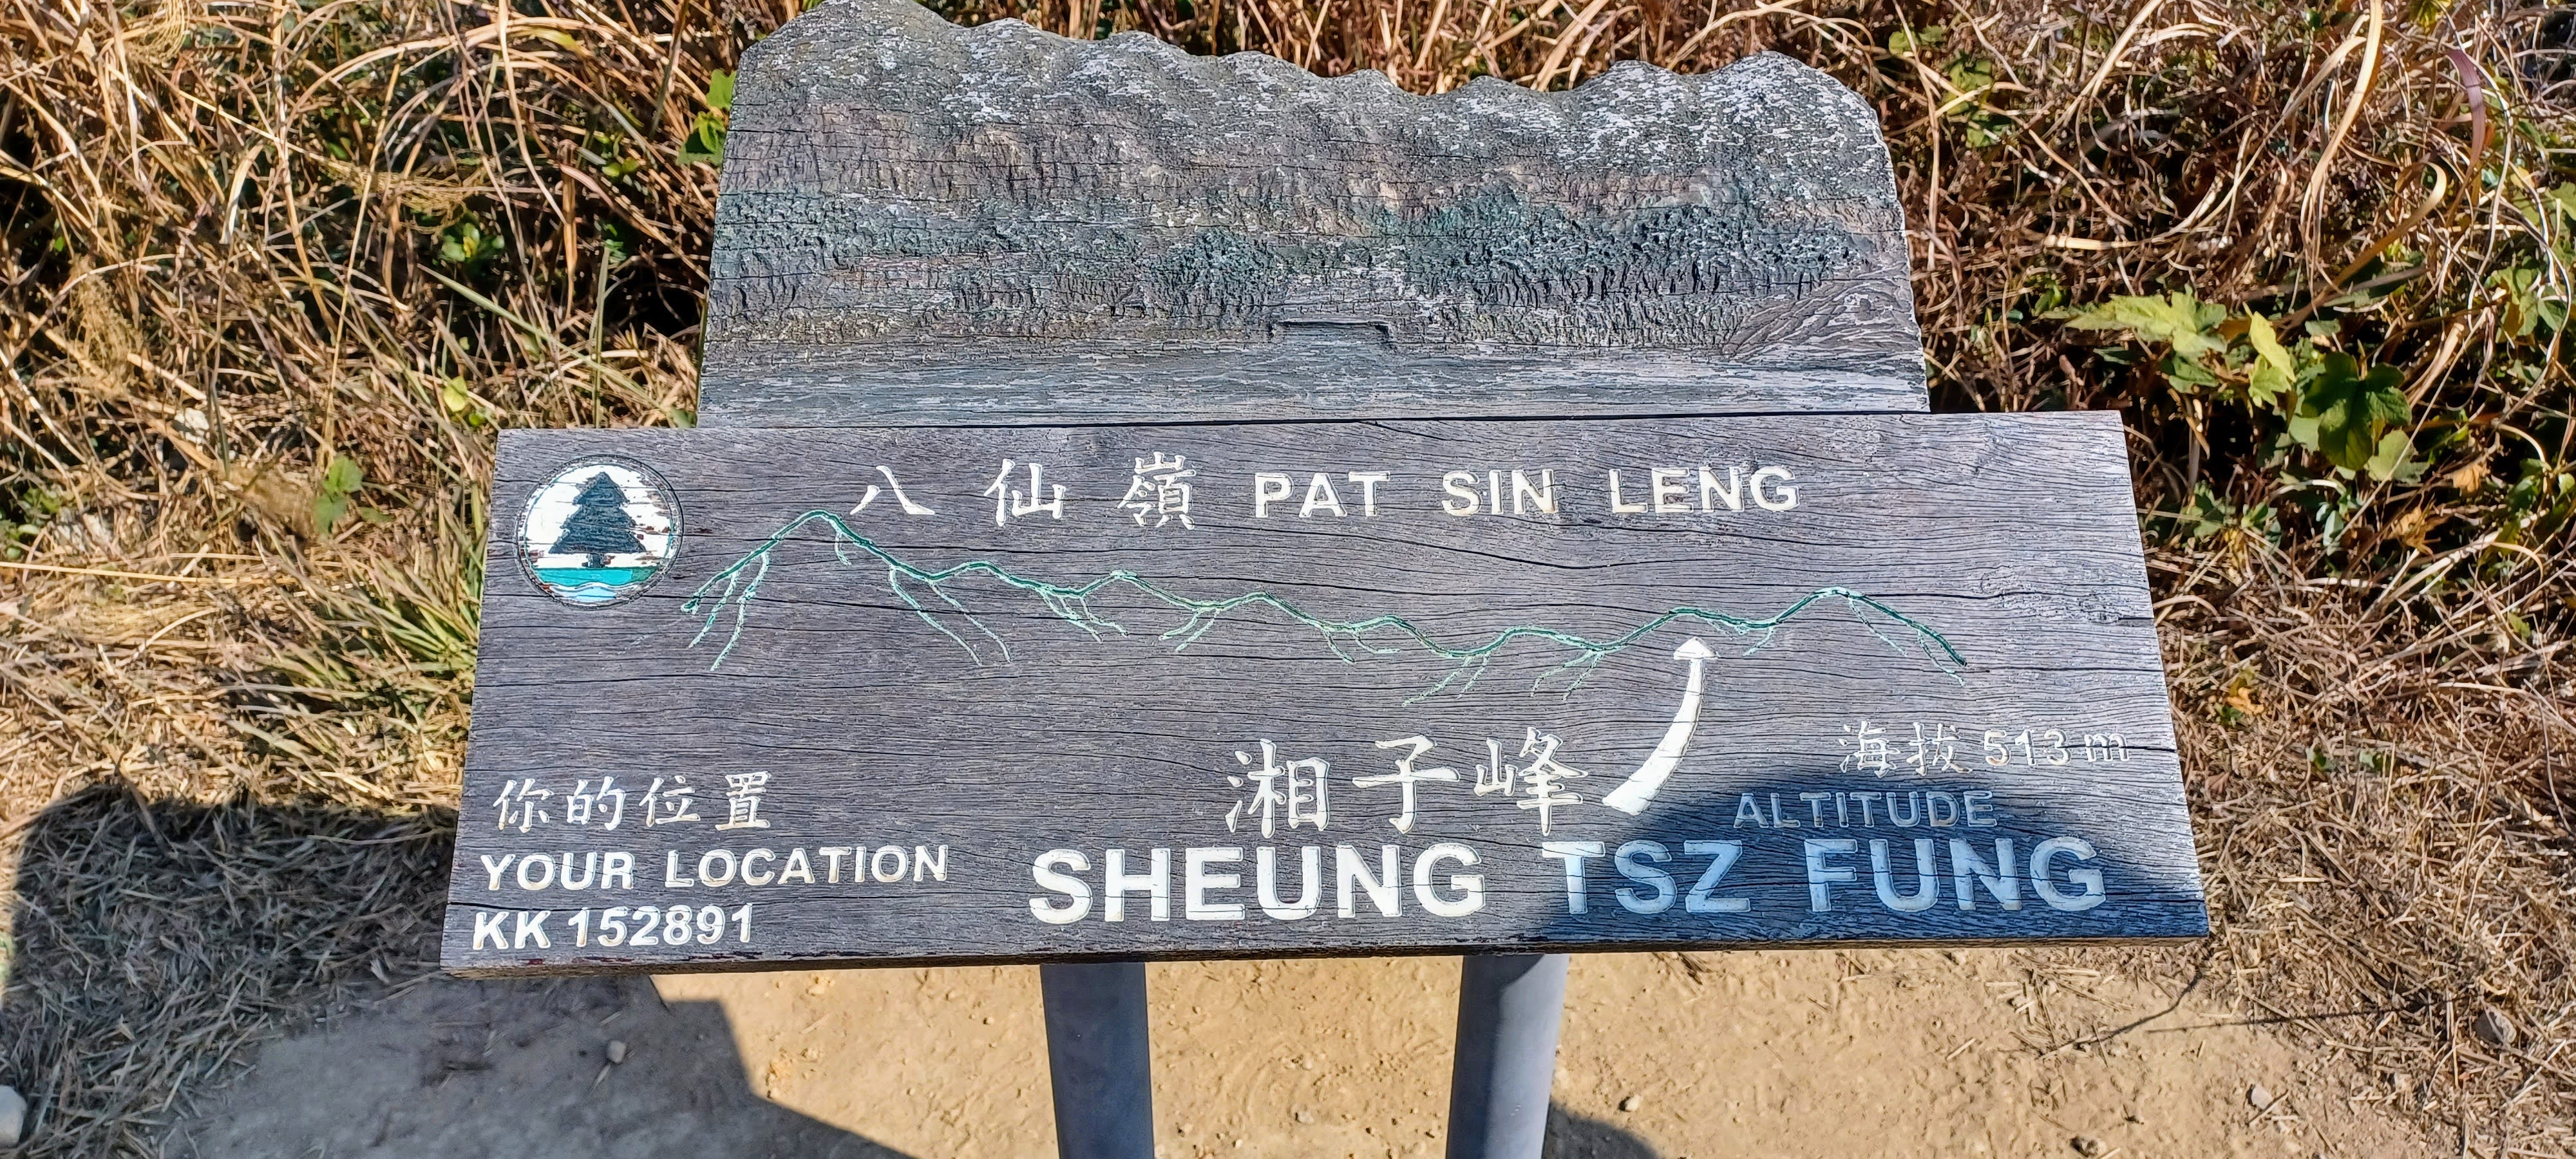 八仙嶺 PAT SIN LENG
海拔 513 m
ALTITUDE
湘子峰
SHEUNG TSZ FUNG
你的位置
YOUR LOCATION
KK 152891